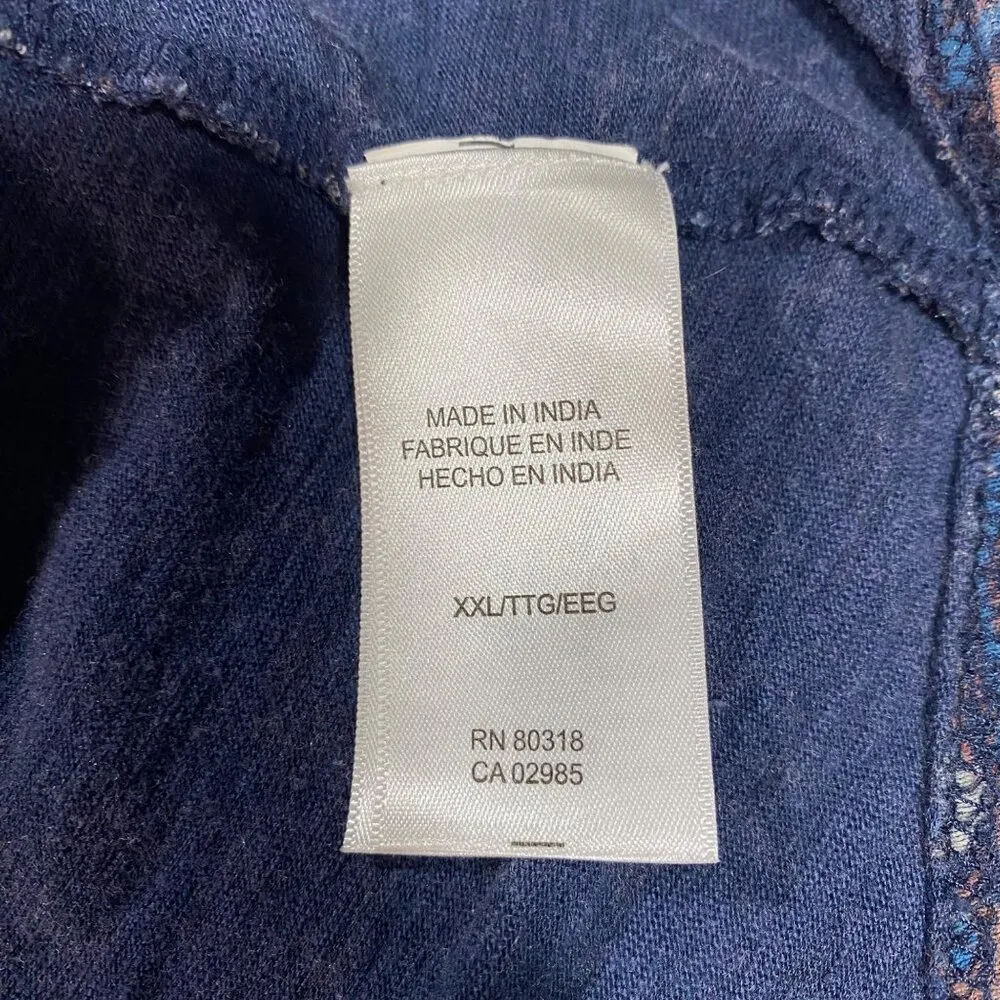 MADE IN INDIA
FABRIQUE EN INDE
HECHO EN INDIA
XXL/TTG/EEG
RN 80318
CA 02985